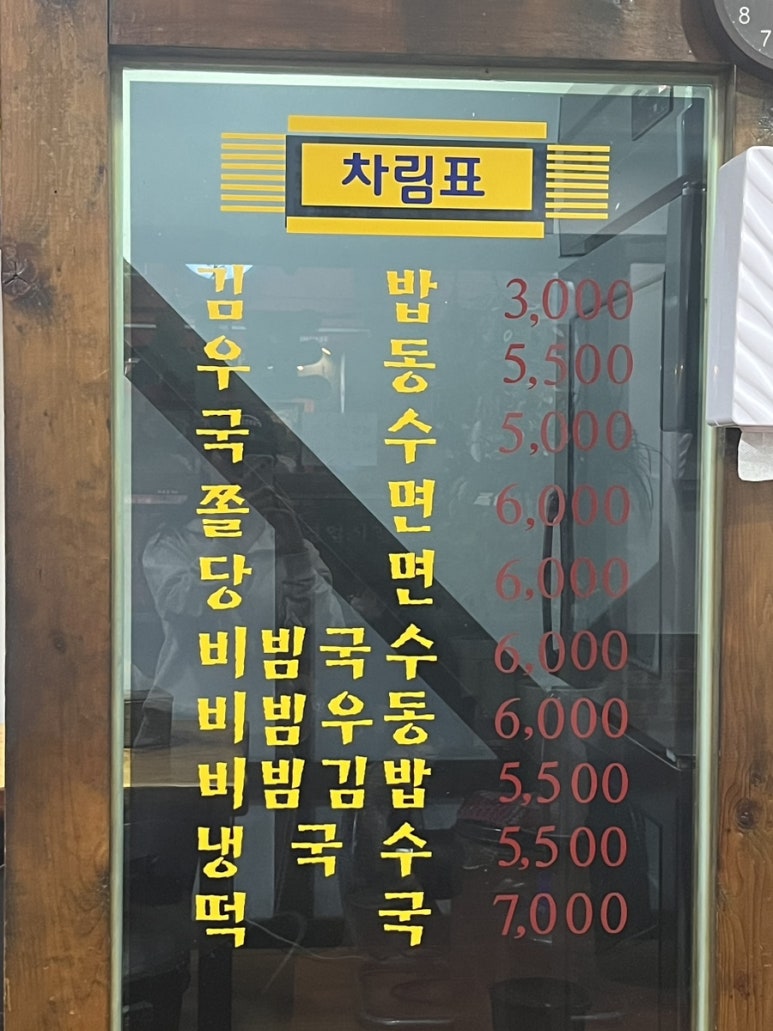 차림표
김 밥 3,000
우 동 5,500
국 수 5,000
쫄 면 6,000
당 면 6,000
비빔국수 6,000
비빔우동 6,000
비빔김밥 5,500
냉 국 수 5,500
떡 국 7,000
8
7